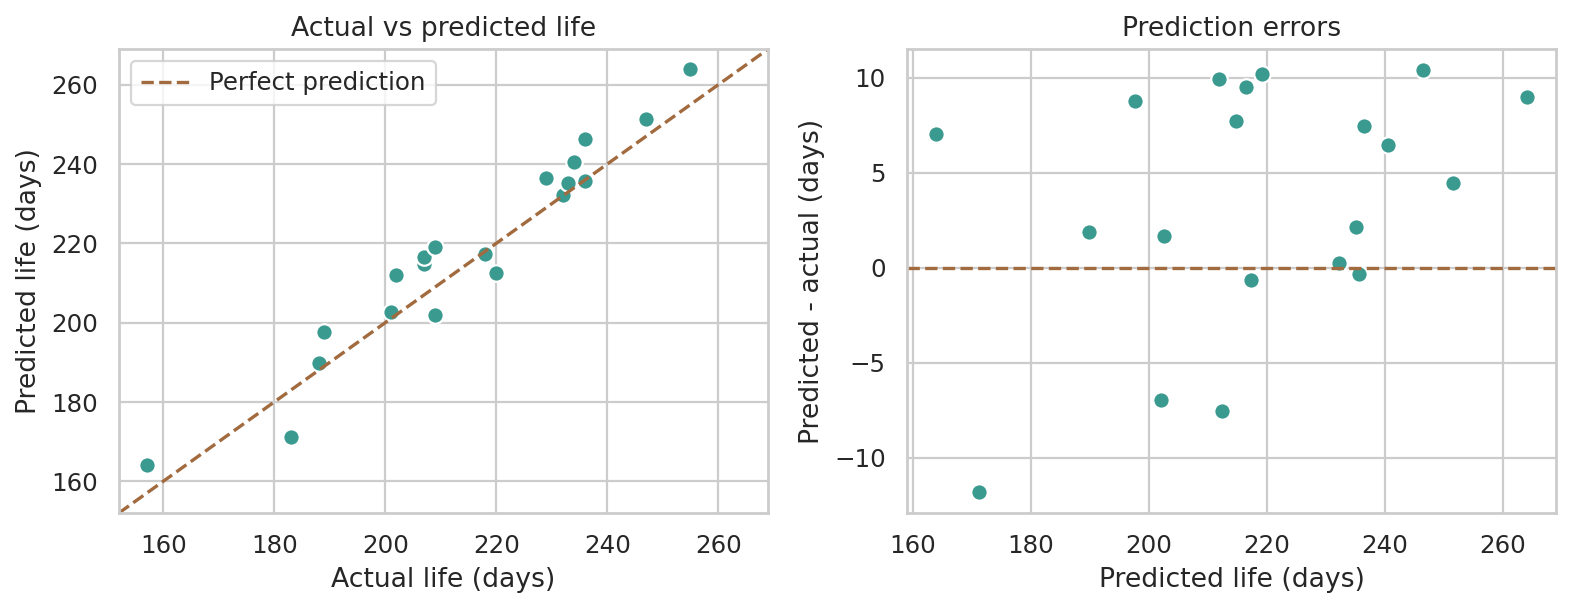 Actual vs predicted life
Perfect prediction
260
240
220
200
180
160
Predicted life (days)
160 180 200 220 240 260
Actual life (days)
Prediction errors
10
5
0
−5
−10
Predicted - actual (days)
160 180 200 220 240 260
Predicted life (days)